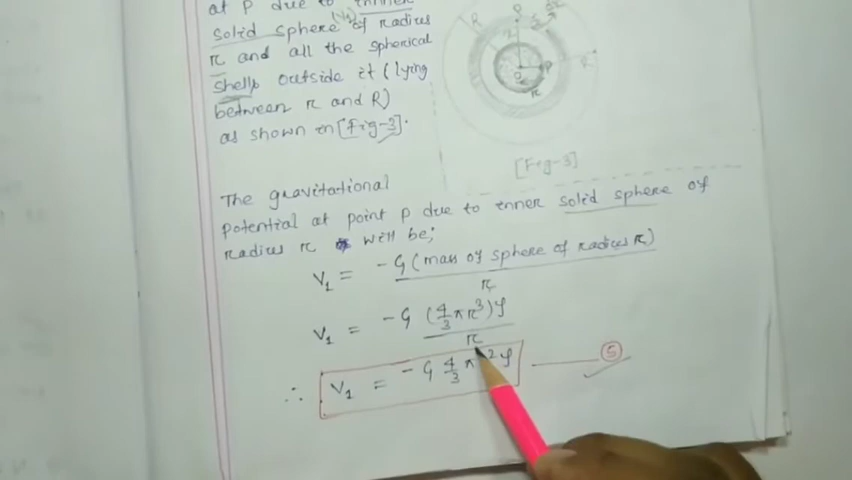 at P due to inner
solid sphere (V₁) of radius
r and all the spherical
shells outside it (lying
between r and R)
as shown in [Fig-3].
[Fig-3]
The gravitational
potential at point P due to inner solid sphere of
radius r will be;
V₁ = -G (mass of sphere of radius r) / r
V₁ = -G (4/3 πr³)ρ / r
∴ V₁ = -G 4/3 π ²ρ ——— ⑤